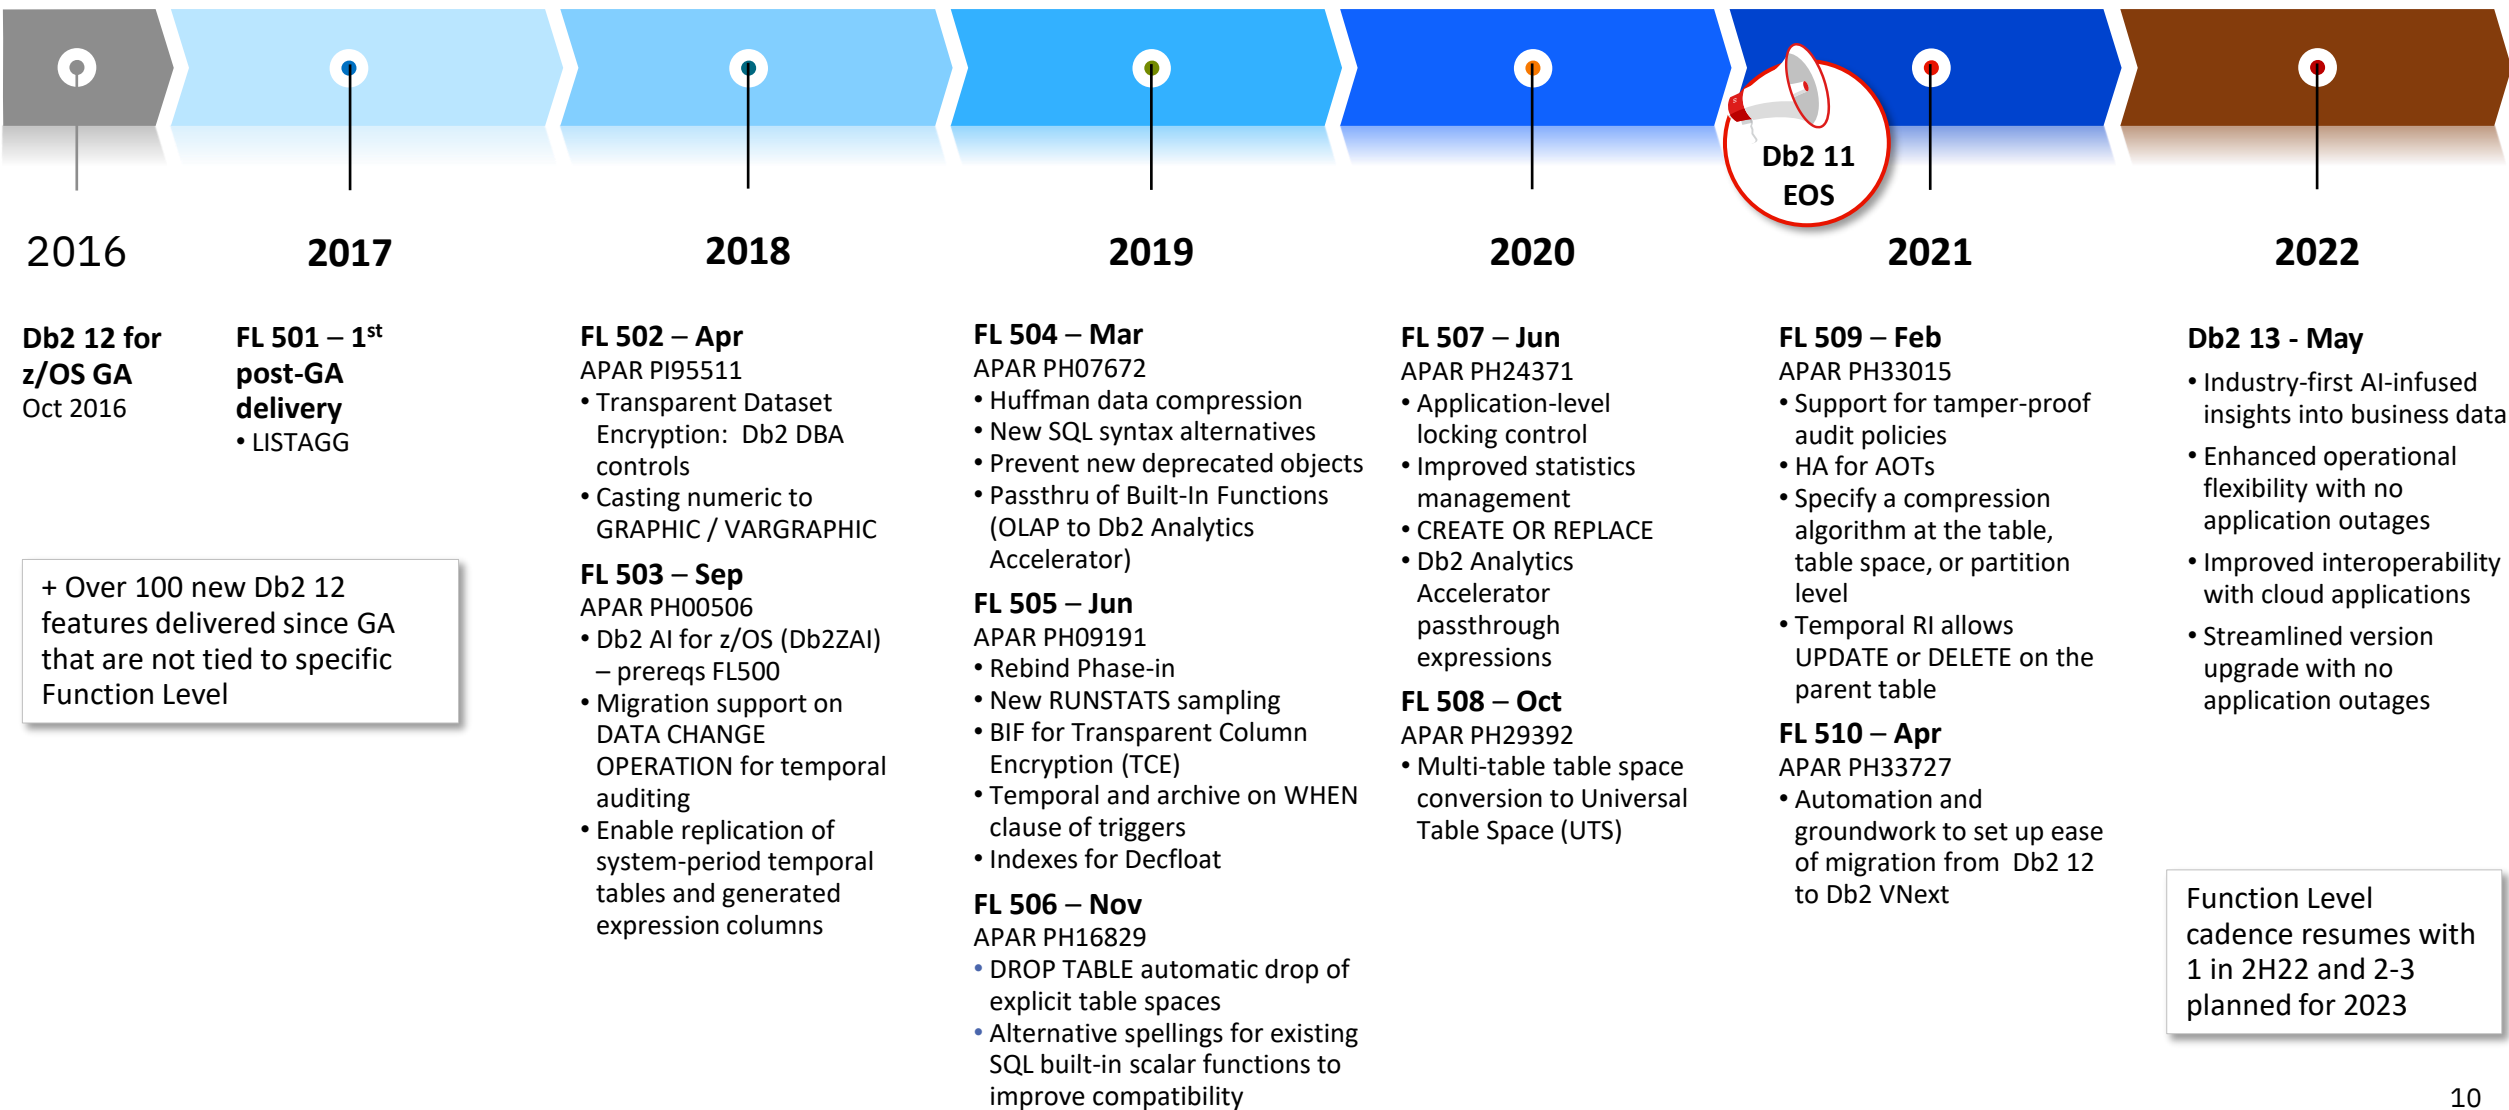 Db2 11
EOS
2016
2017
2018
2019
2020
2021
2022
Db2 12 for
z/OS GA
Oct 2016
FL 501 – 1st
post-GA
delivery
• LISTAGG
+ Over 100 new Db2 12
features delivered since GA
that are not tied to specific
Function Level
FL 502 – Apr
APAR PI95511
• Transparent Dataset
Encryption: Db2 DBA
controls
• Casting numeric to
GRAPHIC / VARGRAPHIC
FL 503 – Sep
APAR PH00506
• Db2 AI for z/OS (Db2ZAI)
– prereqs FL500
• Migration support on
DATA CHANGE
OPERATION for temporal
auditing
• Enable replication of
system-period temporal
tables and generated
expression columns
FL 504 – Mar
APAR PH07672
• Huffman data compression
• New SQL syntax alternatives
• Prevent new deprecated objects
• Passthru of Built-In Functions
(OLAP to Db2 Analytics
Accelerator)
FL 505 – Jun
APAR PH09191
• Rebind Phase-in
• New RUNSTATS sampling
• BIF for Transparent Column
Encryption (TCE)
• Temporal and archive on WHEN
clause of triggers
• Indexes for Decfloat
FL 506 – Nov
APAR PH16829
• DROP TABLE automatic drop of
explicit table spaces
• Alternative spellings for existing
SQL built-in scalar functions to
improve compatibility
FL 507 – Jun
APAR PH24371
• Application-level
locking control
• Improved statistics
management
• CREATE OR REPLACE
• Db2 Analytics
Accelerator
passthrough
expressions
FL 508 – Oct
APAR PH29392
• Multi-table table space
conversion to Universal
Table Space (UTS)
FL 509 – Feb
APAR PH33015
• Support for tamper-proof
audit policies
• HA for AOTs
• Specify a compression
algorithm at the table,
table space, or partition
level
• Temporal RI allows
UPDATE or DELETE on the
parent table
FL 510 – Apr
APAR PH33727
• Automation and
groundwork to set up ease
of migration from Db2 12
to Db2 VNext
Db2 13 - May
• Industry-first AI-infused
insights into business data
• Enhanced operational
flexibility with no
application outages
• Improved interoperability
with cloud applications
• Streamlined version
upgrade with no
application outages
Function Level
cadence resumes with
1 in 2H22 and 2-3
planned for 2023
10